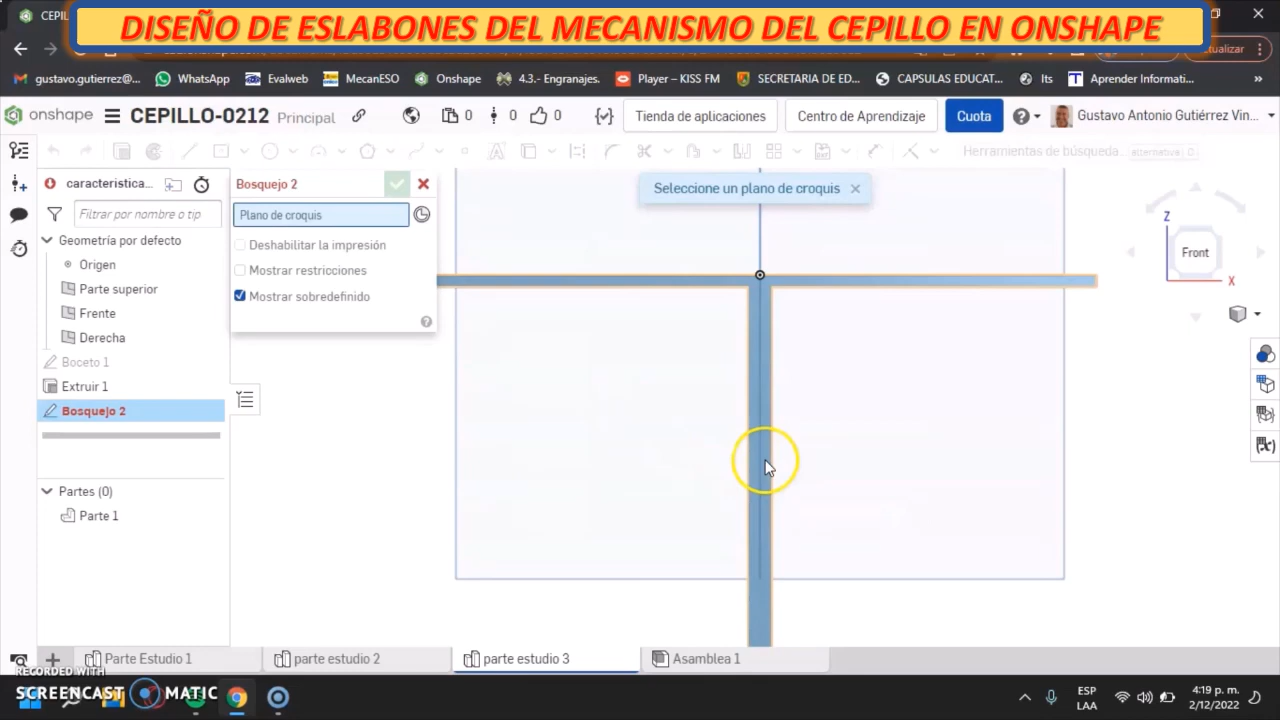 CEPIL
DISEÑO DE ESLABONES DEL MECANISMO DEL CEPILLO EN ONSHAPE
gustavo.gutierrez@... WhatsApp Evalweb MecanESO Onshape 4.3.- Engranajes. Player – KISS FM SECRETARIA DE ED... CAPSULAS EDUCAT... Its Aprender Informati... »
onshape CEPILLO-0212 Principal 0 0 0 Tienda de aplicaciones Centro de Aprendizaje Cuota Gustavo Antonio Gutiérrez Vin...
Herramientas de búsqueda.. alternative 0
caracteristica...
Filtrar por nombre o tip
Geometría por defecto
Origen
Parte superior
Frente
Derecha
Boceto 1
Extruir 1
Bosquejo 2
Partes (0)
Parte 1
Bosquejo 2
Plano de croquis
Deshabilitar la impresión
Mostrar restricciones
Mostrar sobredefinido
Seleccione un plano de croquis
Z
Front
X
Parte Estudio 1 parte estudio 2 parte estudio 3 Asamblea 1
RECORDED WITH
SCREENCAST MATIC
ESP
LAA
4:19 p. m.
2/12/2022